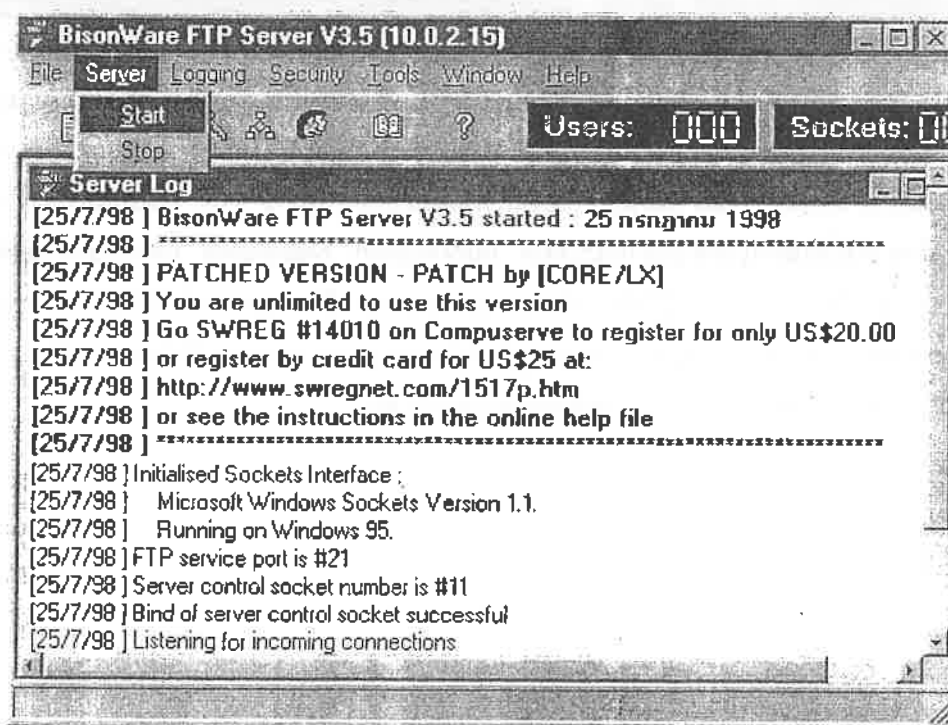 BisonWare FTP Server V3.5 (10.0.2.15)
File Server Logging Security Tools Window Help
Start
Stop
Users: 000
Sockets:
Server Log
[25/7/98 ] BisonWare FTP Server V3.5 started : 25 กรกฎาคม 1998
[25/7/98 ] ****************************************************************************
[25/7/98 ] PATCHED VERSION - PATCH by [CORE/LX]
[25/7/98 ] You are unlimited to use this version
[25/7/98 ] Go SWREG #14010 on Compuserve to register for only US$20.00
[25/7/98 ] or register by credit card for US$25 at:
[25/7/98 ] http://www.swregnet.com/1517p.htm
[25/7/98 ] or see the instructions in the online help file
[25/7/98 ] ****************************************************************************
[25/7/98 ] Initialised Sockets Interface :
[25/7/98 ] Microsoft Windows Sockets Version 1.1.
[25/7/98 ] Running on Windows 95.
[25/7/98 ] FTP service port is #21
[25/7/98 ] Server control socket number is #11
[25/7/98 ] Bind of server control socket successful
[25/7/98 ] Listening for incoming connections